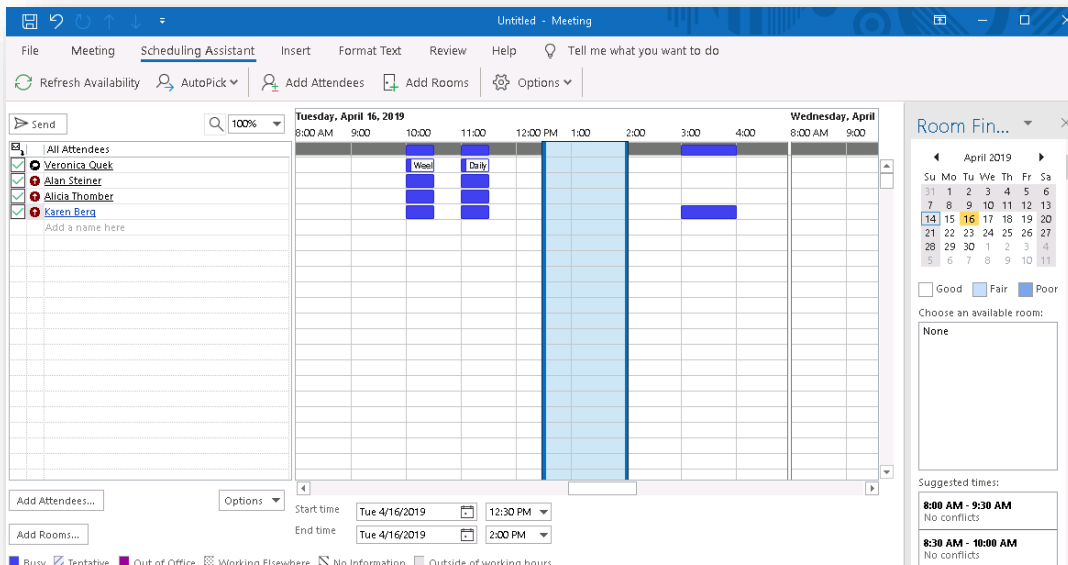 Untitled - Meeting
File Meeting Scheduling Assistant Insert Format Text Review Help Tell me what you want to do
Refresh Availability AutoPick Add Attendees Add Rooms Options
Send 100%
Tuesday, April 16, 2019 Wednesday, April
8:00 AM 9:00 10:00 11:00 12:00 PM 1:00 2:00 3:00 4:00 8:00 AM 9:00
All Attendees
Veronica Quek Weel Daily
Alan Steiner
Alicia Thomber
Karen Berg
Add a name here
Add Attendees... Options
Add Rooms...
Start time Tue 4/16/2019 12:30 PM
End time Tue 4/16/2019 2:00 PM
Busy Tentative Out of Office Working Elsewhere No Information Outside of working hours
Room Fin...
April 2019
Su Mo Tu We Th Fr Sa
31 1 2 3 4 5 6
7 8 9 10 11 12 13
14 15 16 17 18 19 20
21 22 23 24 25 26 27
28 29 30 1 2 3 4
5 6 7 8 9 10 11
Good Fair Poor
Choose an available room:
None
Suggested times:
8:00 AM - 9:30 AM
No conflicts
8:30 AM - 10:00 AM
No conflicts